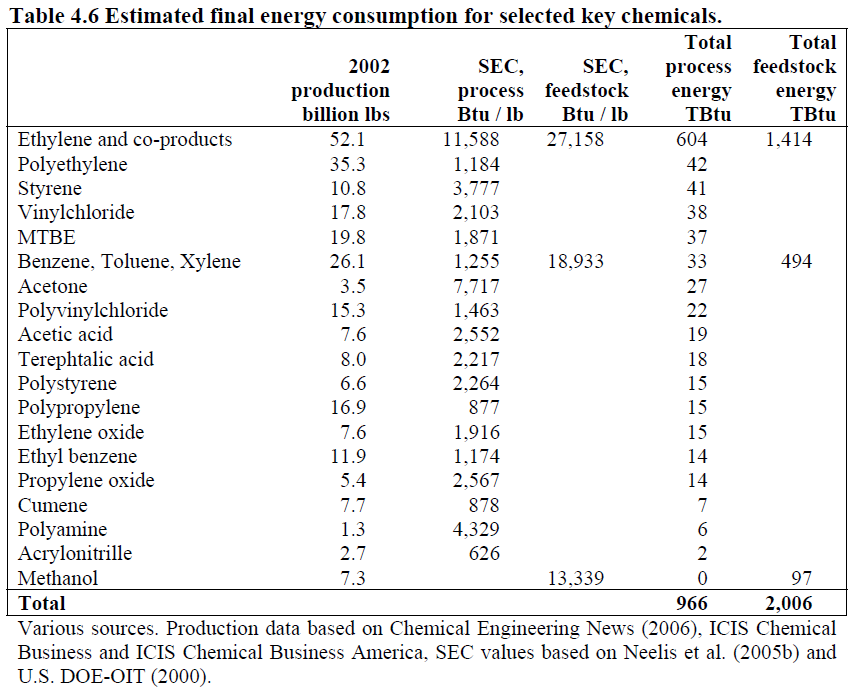 Table 4.6 Estimated final energy consumption for selected key chemicals.
2002 production billion lbs SEC, process Btu / lb SEC, feedstock Btu / lb Total process energy TBtu Total feedstock energy TBtu
Ethylene and co-products 52.1 11,588 27,158 604 1,414
Polyethylene 35.3 1,184 42
Styrene 10.8 3,777 41
Vinylchloride 17.8 2,103 38
MTBE 19.8 1,871 37
Benzene, Toluene, Xylene 26.1 1,255 18,933 33 494
Acetone 3.5 7,717 27
Polyvinylchloride 15.3 1,463 22
Acetic acid 7.6 2,552 19
Terephtalic acid 8.0 2,217 18
Polystyrene 6.6 2,264 15
Polypropylene 16.9 877 15
Ethylene oxide 7.6 1,916 15
Ethyl benzene 11.9 1,174 14
Propylene oxide 5.4 2,567 14
Cumene 7.7 878 7
Polyamine 1.3 4,329 6
Acrylonitrille 2.7 626 2
Methanol 7.3 13,339 0 97
Total 966 2,006
Various sources. Production data based on Chemical Engineering News (2006), ICIS Chemical
Business and ICIS Chemical Business America, SEC values based on Neelis et al. (2005b) and
U.S. DOE-OIT (2000).